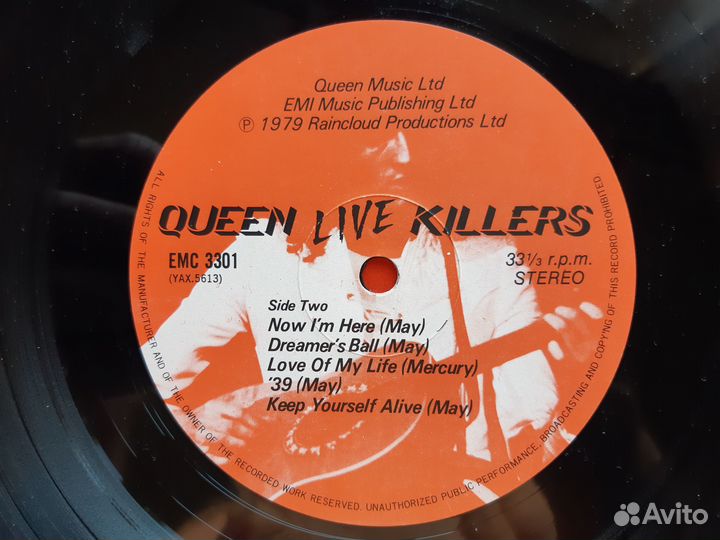 Queen Music Ltd
EMI Music Publishing Ltd
℗ 1979 Raincloud Productions Ltd
QUEEN LIVE KILLERS
EMC 3301
(YAX.5613)
33 1/3 r.p.m.
STEREO
Side Two
Now I'm Here (May)
Dreamer's Ball (May)
Love Of My Life (Mercury)
'39 (May)
Keep Yourself Alive (May)
ALL RIGHTS OF THE MANUFACTURER AND OF THE OWNER OF THE RECORDED WORK RESERVED. UNAUTHORIZED PUBLIC PERFORMANCE, BROADCASTING AND COPYING OF THIS RECORD PROHIBITED
Avito